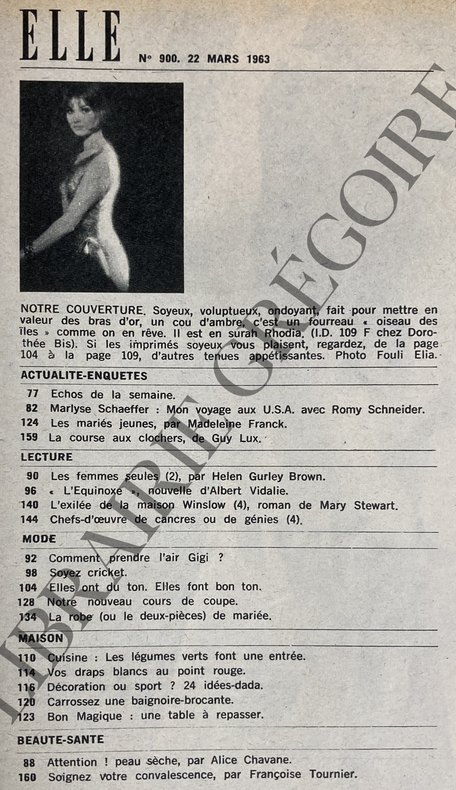 ELLE N° 900. 22 MARS 1963
NOTRE COUVERTURE. Soyeux, voluptueux, ondoyant, fait pour mettre en
valeur des bras d'or, un cou d'ambre, c'est un fourreau « oiseau des
îles » comme on en rêve. Il est en surah Rhodia. (I.D. 109 F chez Doro-
thée Bis). Si les imprimés soyeux vous plaisent, regardez, de la page
104 à la page 109, d'autres tenues appétissantes. Photo Fouli Elia.
ACTUALITE-ENQUETES
77 Echos de la semaine.
82 Marlyse Schaeffer : Mon voyage aux U.S.A. avec Romy Schneider.
124 Les mariés jeunes, par Madeleine Franck.
159 La course aux clochers, de Guy Lux.
LECTURE
90 Les femmes seules (2), par Helen Gurley Brown.
96 « L'Equinoxe », nouvelle d'Albert Vidalie.
140 L'exilée de la maison Winslow (4), roman de Mary Stewart.
144 Chefs-d'œuvre de cancres ou de génies (4).
MODE
92 Comment prendre l'air Gigi ?
98 Soyez cricket.
104 Elles ont du ton. Elles font bon ton.
128 Notre nouveau cours de coupe.
134 La robe (ou le deux-pièces) de mariée.
MAISON
110 Cuisine : Les légumes verts font une entrée.
114 Vos draps blancs au point rouge.
116 Décoration ou sport ? 24 idées-dada.
120 Carrossez une baignoire-brocante.
123 Bon Magique : une table à repasser.
BEAUTE-SANTE
88 Attention ! peau sèche, par Alice Chavane.
160 Soignez votre convalescence, par Françoise Tournier.
LIBRAIRIE GRÉGOIRE